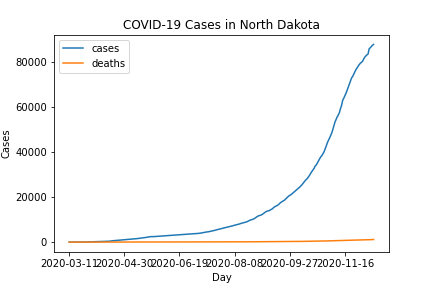 COVID-19 Cases in North Dakota
cases
deaths
80000
60000
40000
20000
0
Cases
2020-03-11 2020-04-30 2020-06-19 2020-08-08 2020-09-27 2020-11-16
Day